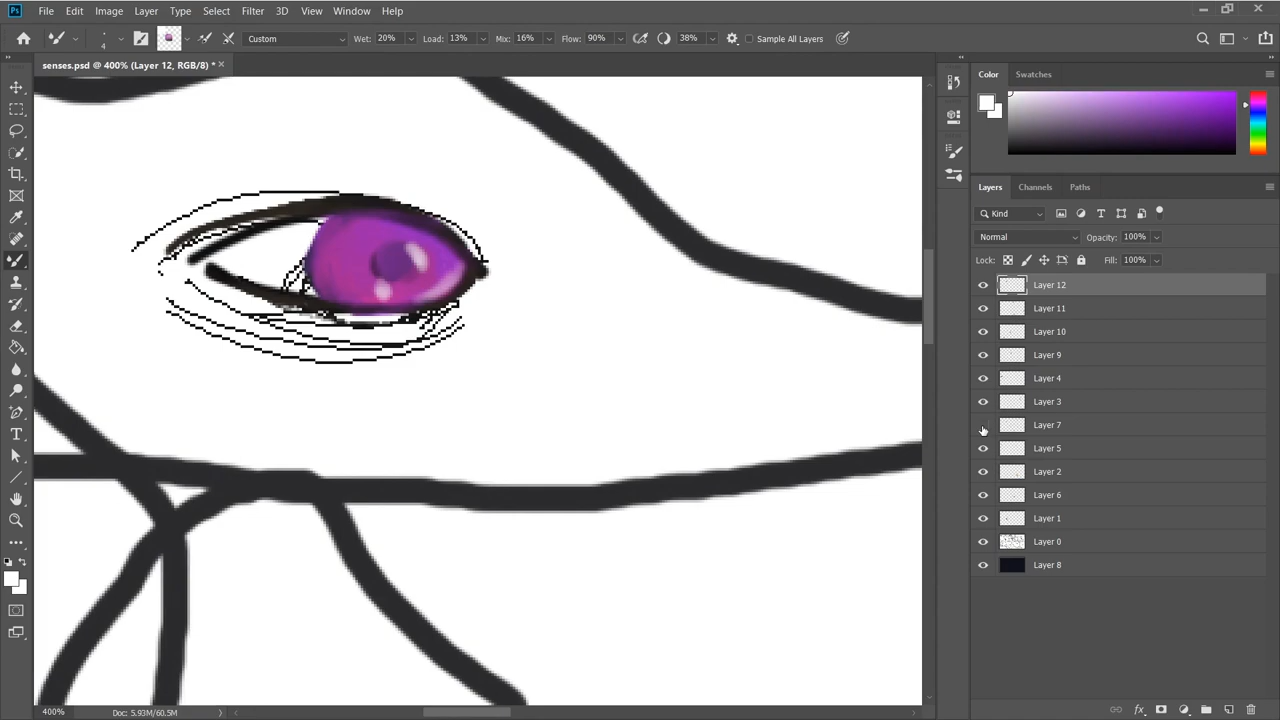 Ps File Edit Image Layer Type Select Filter 3D View Window Help
4 Custom Wet: 20% Load: 13% Mix: 16% Flow: 90% 38% Sample All Layers
senses.psd @ 400% (Layer 12, RGB/8) *
Color Swatches
Layers Channels Paths
Kind
Normal Opacity: 100%
Lock: Fill: 100%
Layer 12
Layer 11
Layer 10
Layer 9
Layer 4
Layer 3
Layer 7
Layer 5
Layer 2
Layer 6
Layer 1
Layer 0
Layer 8
400% Doc: 5.93M/60.5M